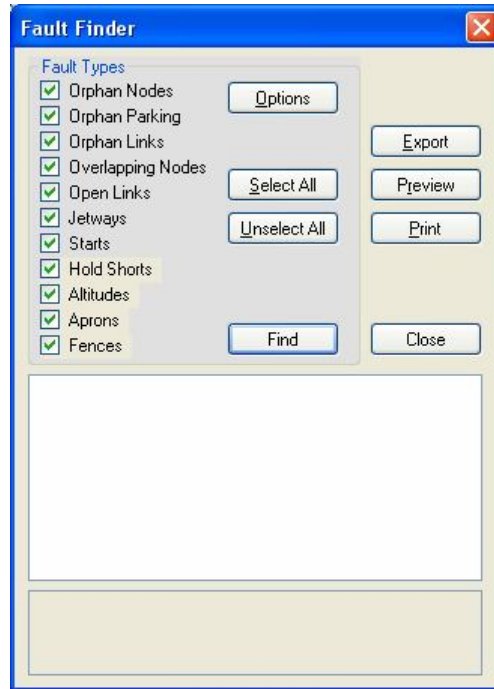 Fault Finder
Fault Types
Orphan Nodes
Orphan Parking
Orphan Links
Overlapping Nodes
Open Links
Jetways
Starts
Hold Shorts
Altitudes
Aprons
Fences
Options
Select All
Unselect All
Find
Export
Preview
Print
Close